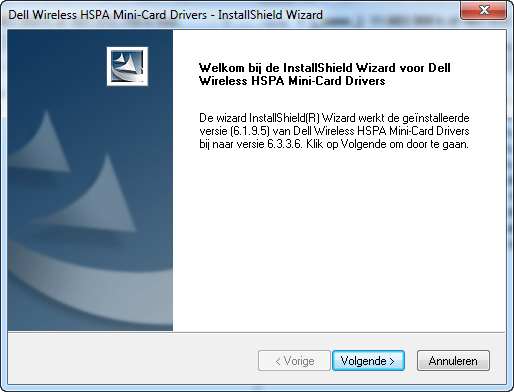 Dell Wireless HSPA Mini-Card Drivers - InstallShield Wizard
Welkom bij de InstallShield Wizard voor Dell
Wireless HSPA Mini-Card Drivers
De wizard InstallShield(R) Wizard werkt de geïnstalleerde
versie (6.1.9.5) van Dell Wireless HSPA Mini-Card Drivers
bij naar versie 6.3.3.6. Klik op Volgende om door te gaan.
< Vorige
Volgende >
Annuleren